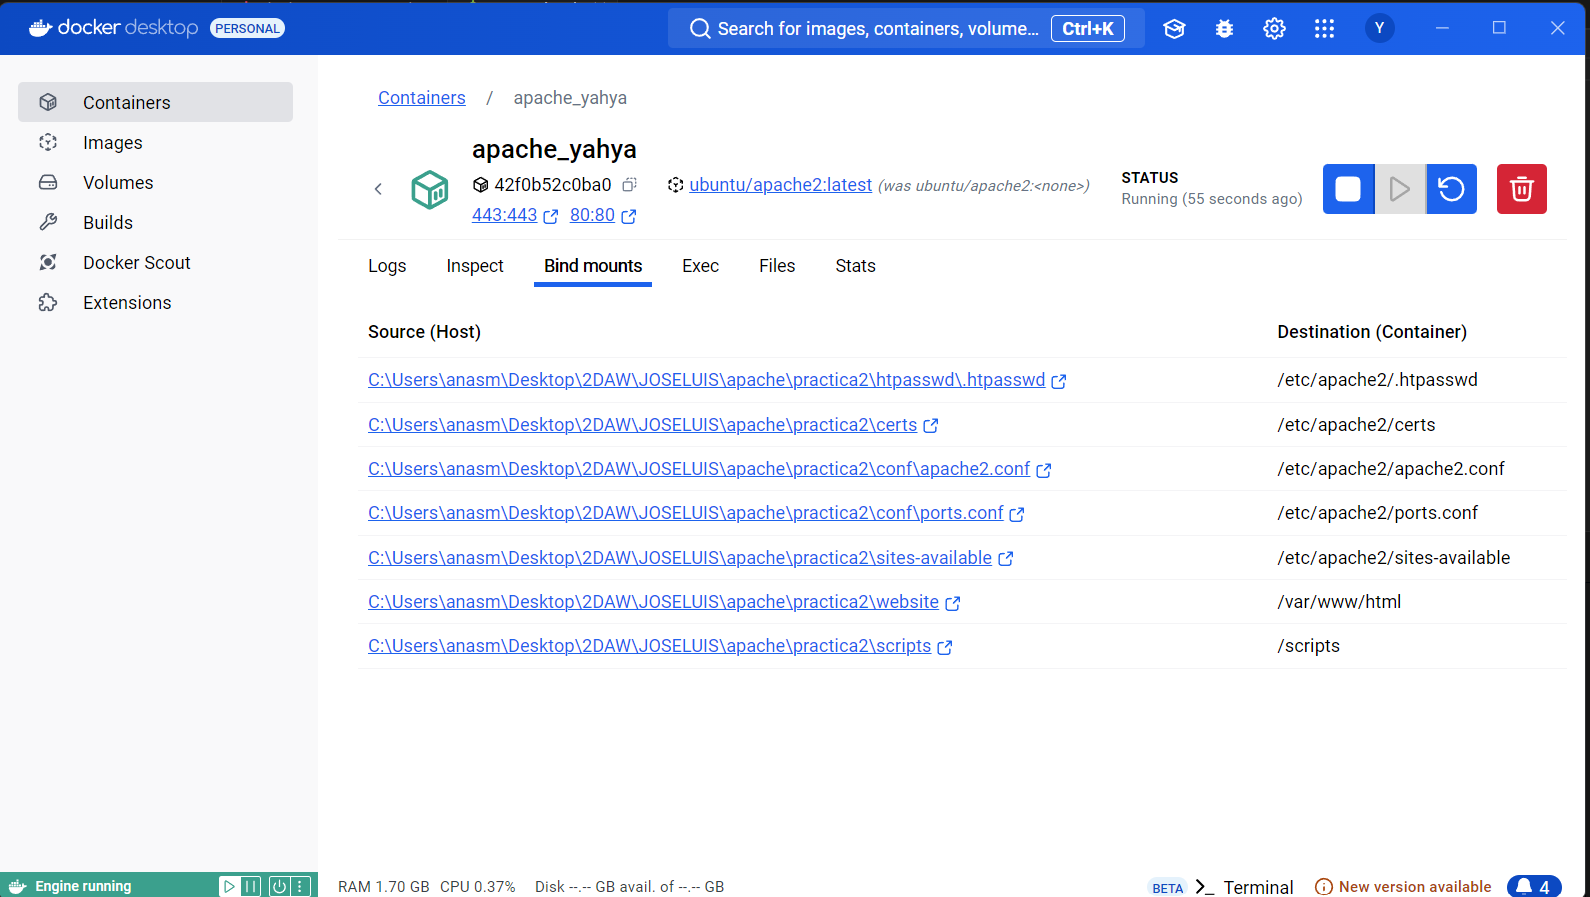 docker desktop PERSONAL
Search for images, containers, volume... Ctrl+K
Y
Containers
Images
Volumes
Builds
Docker Scout
Extensions
Containers / apache_yahya
apache_yahya
42f0b52c0ba0
ubuntu/apache2:latest (was ubuntu/apache2:<none>)
443:443 80:80
STATUS
Running (55 seconds ago)
Logs Inspect Bind mounts Exec Files Stats
Source (Host) Destination (Container)
C:\Users\anasm\Desktop\2DAW\JOSELUIS\apache\practica2\htpasswd\.htpasswd /etc/apache2/.htpasswd
C:\Users\anasm\Desktop\2DAW\JOSELUIS\apache\practica2\certs /etc/apache2/certs
C:\Users\anasm\Desktop\2DAW\JOSELUIS\apache\practica2\conf\apache2.conf /etc/apache2/apache2.conf
C:\Users\anasm\Desktop\2DAW\JOSELUIS\apache\practica2\conf\ports.conf /etc/apache2/ports.conf
C:\Users\anasm\Desktop\2DAW\JOSELUIS\apache\practica2\sites-available /etc/apache2/sites-available
C:\Users\anasm\Desktop\2DAW\JOSELUIS\apache\practica2\website /var/www/html
C:\Users\anasm\Desktop\2DAW\JOSELUIS\apache\practica2\scripts /scripts
Engine running
RAM 1.70 GB CPU 0.37% Disk --.-- GB avail. of --.-- GB
BETA >_ Terminal
New version available
4